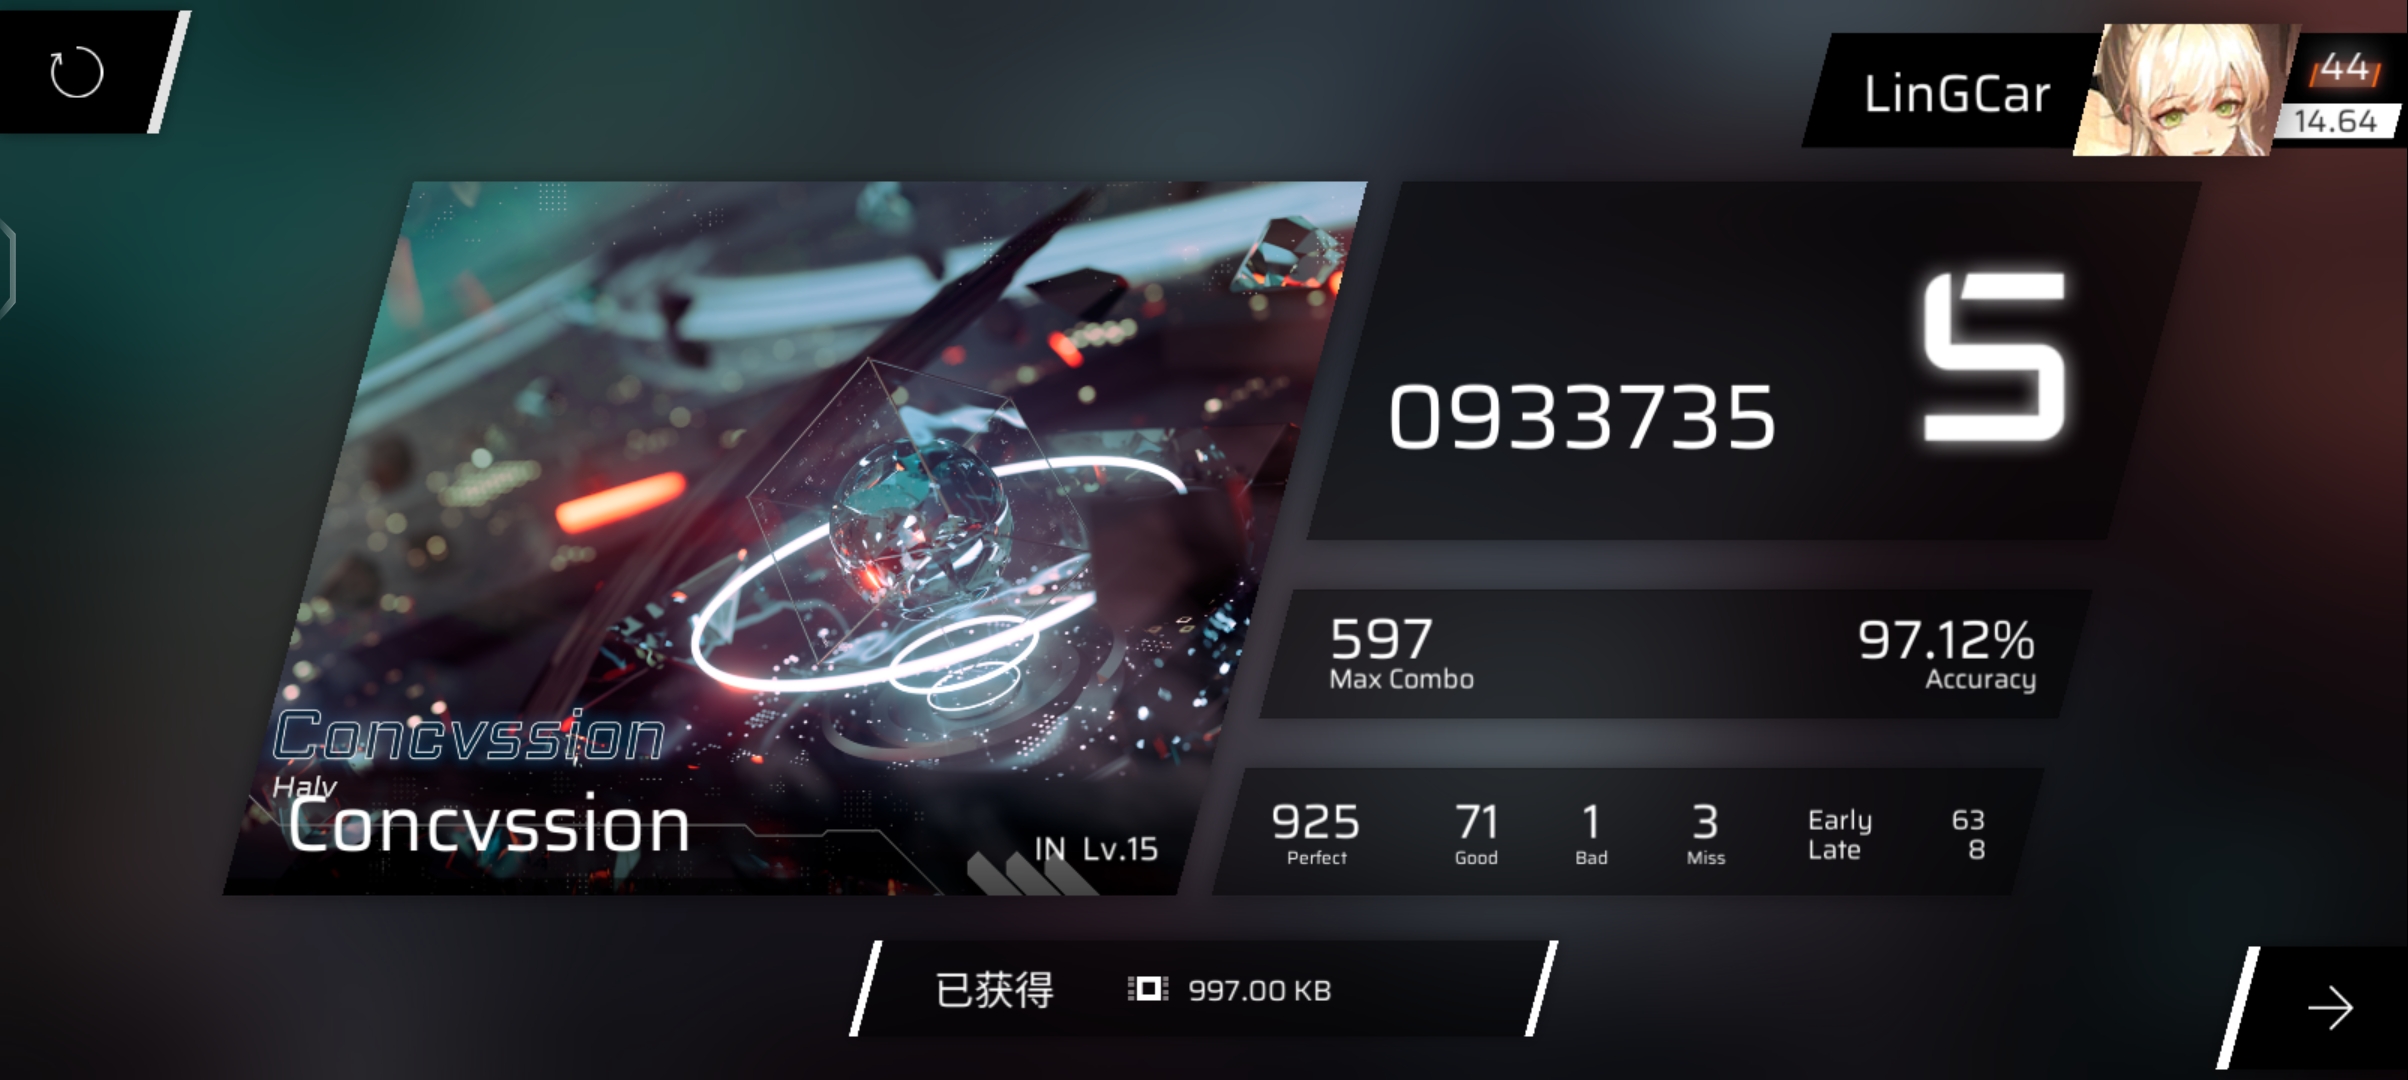 LinGCar
44
14.64
0933735
S
597
Max Combo
97.12%
Accuracy
Concvssion
Halv
Concvssion
IN Lv.15
925
Perfect
71
Good
1
Bad
3
Miss
Early 63
Late 8
已获得 997.00 KB